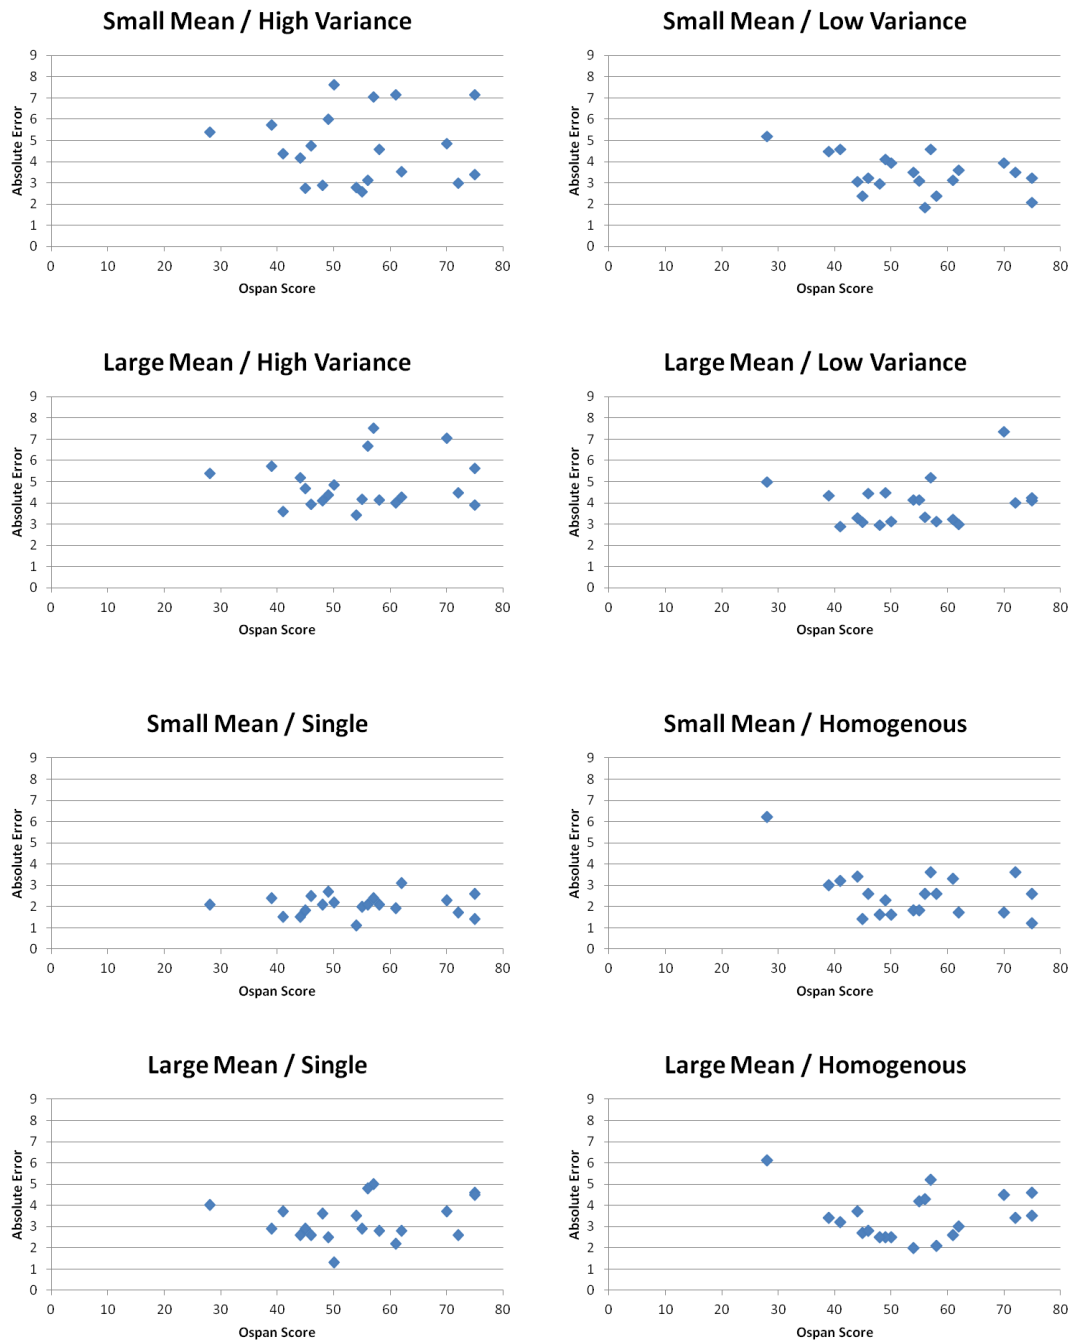 Small Mean / High Variance
9
8
7
6
5
4
3
2
1
0
Absolute Error
0 10 20 30 40 50 60 70 80
Ospan Score
Small Mean / Low Variance
9
8
7
6
5
4
3
2
1
0
Absolute Error
0 10 20 30 40 50 60 70 80
Ospan Score
Large Mean / High Variance
9
8
7
6
5
4
3
2
1
0
Absolute Error
0 10 20 30 40 50 60 70 80
Ospan Score
Large Mean / Low Variance
9
8
7
6
5
4
3
2
1
0
Absolute Error
0 10 20 30 40 50 60 70 80
Ospan Score
Small Mean / Single
9
8
7
6
5
4
3
2
1
0
Absolute Error
0 10 20 30 40 50 60 70 80
Ospan Score
Small Mean / Homogenous
9
8
7
6
5
4
3
2
1
0
Absolute Error
0 10 20 30 40 50 60 70 80
Ospan Score
Large Mean / Single
9
8
7
6
5
4
3
2
1
0
Absolute Error
0 10 20 30 40 50 60 70 80
Ospan Score
Large Mean / Homogenous
9
8
7
6
5
4
3
2
1
0
Absolute Error
0 10 20 30 40 50 60 70 80
Ospan Score